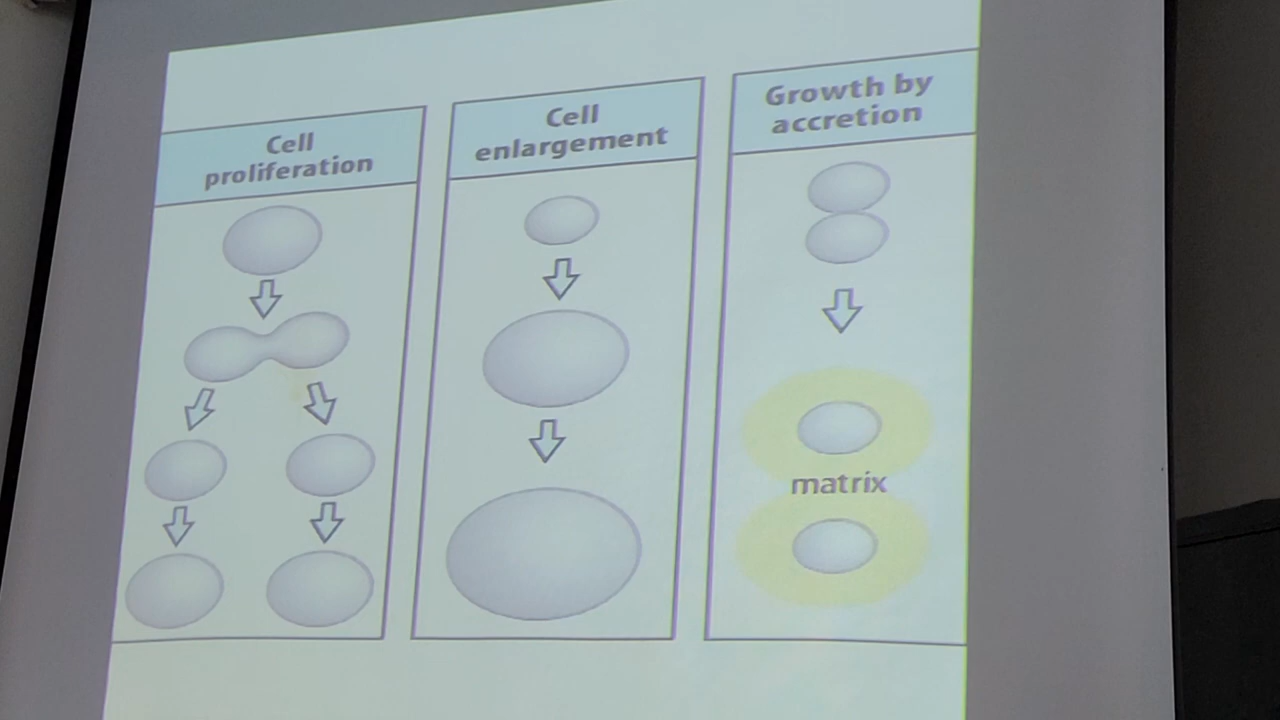 Cell
proliferation
Cell
enlargement
Growth by
accretion
matrix